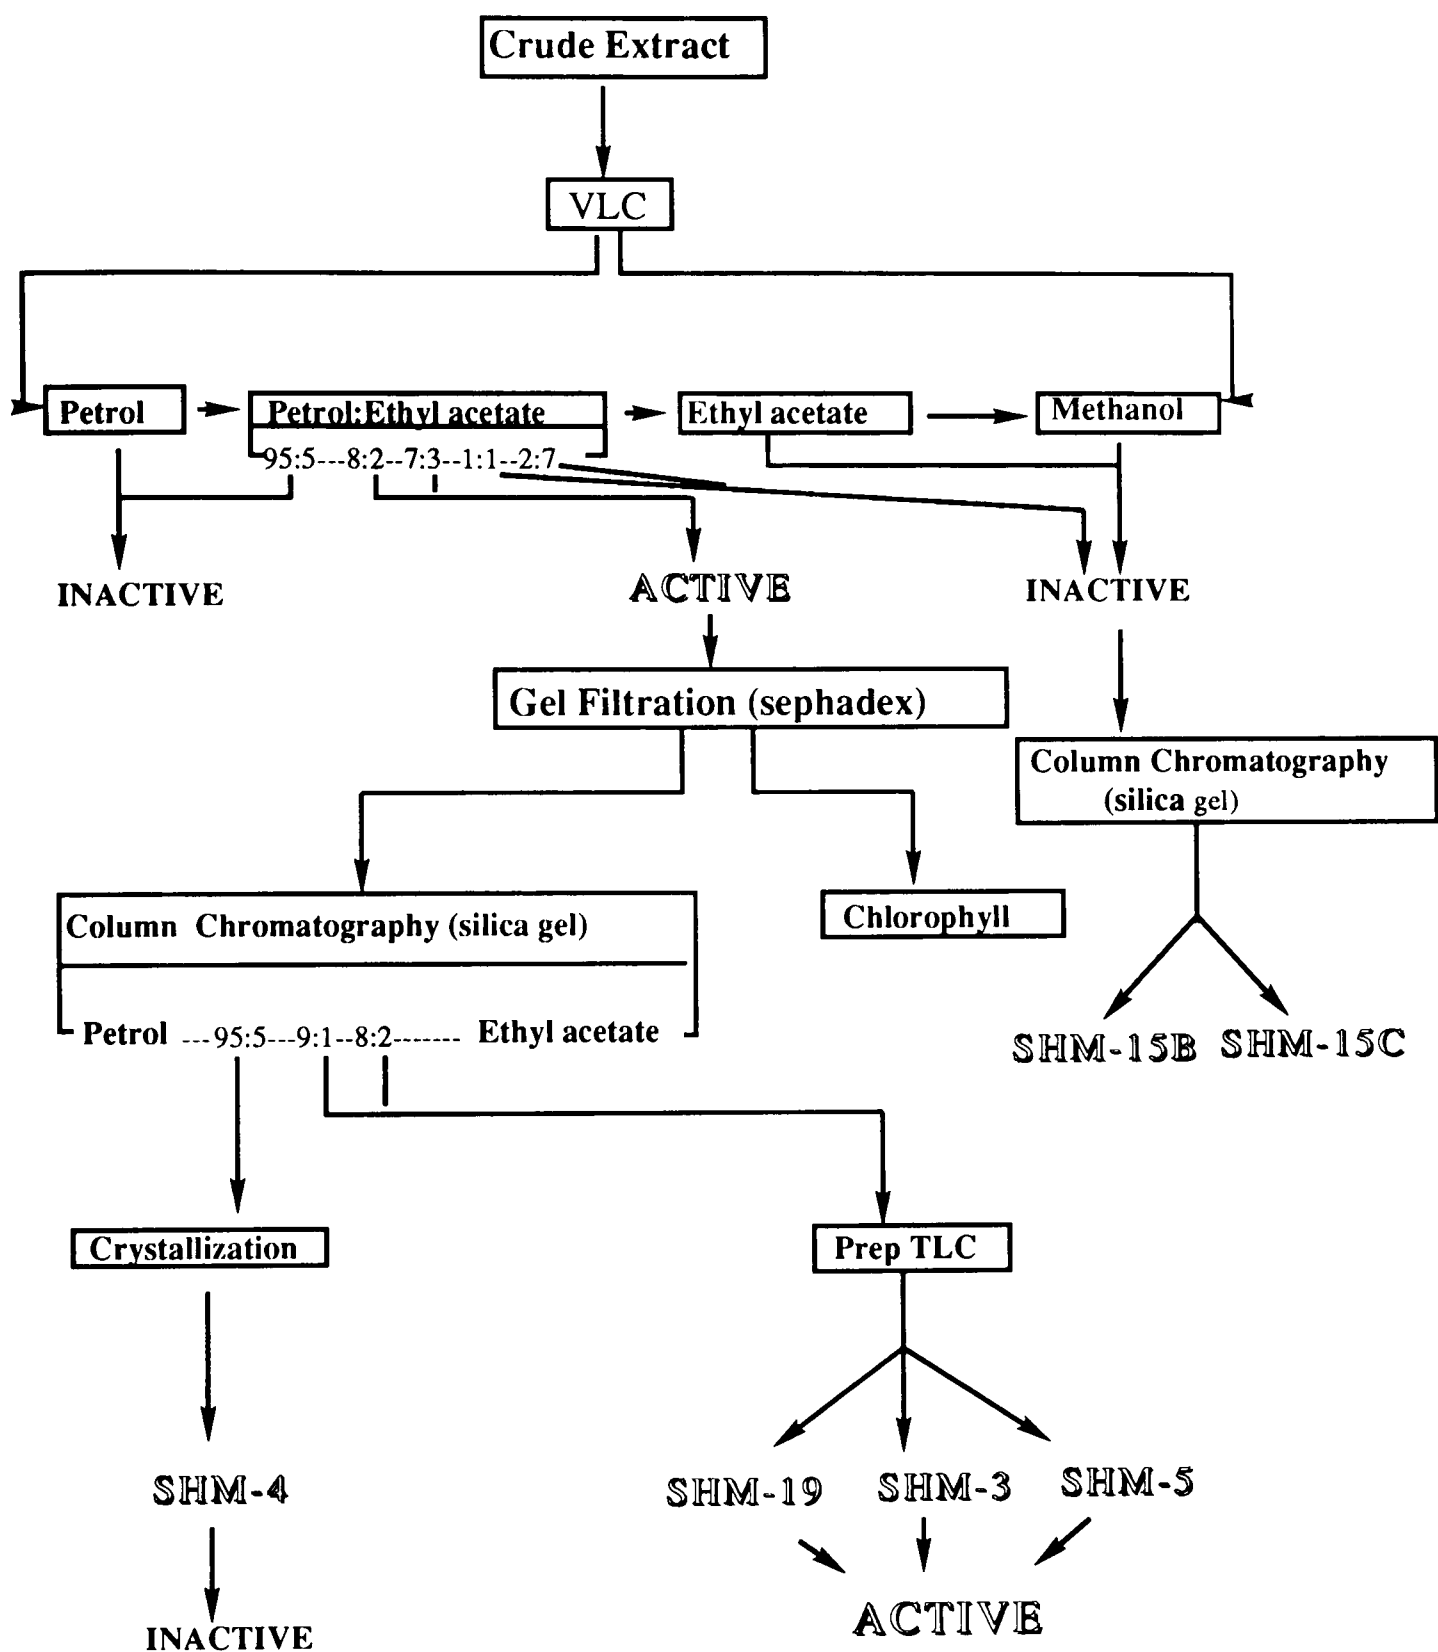 Crude Extract
VLC
Petrol
Petrol:Ethyl acetate
Ethyl acetate
Methanol
95:5---8:2--7:3--1:1--2:7
INACTIVE
ACTIVE
INACTIVE
Gel Filtration (sephadex)
Column Chromatography
(silica gel)
Column Chromatography (silica gel)
Chlorophyll
Petrol ---95:5---9:1--8:2------- Ethyl acetate
SHM-15B SHM-15C
Crystallization
Prep TLC
SHM-4
SHM-19 SHM-3 SHM-5
ACTIVE
INACTIVE